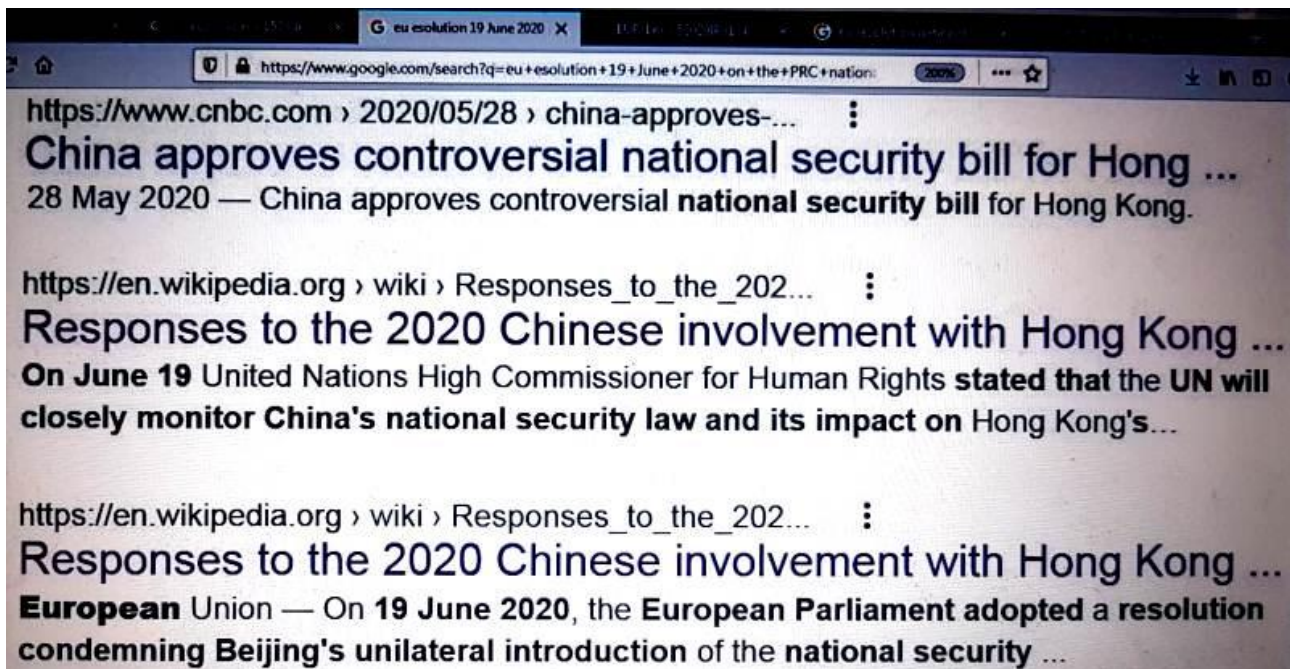 G eu esolution 19 June 2020 ×
https://www.google.com/search?q=eu+esolution+19+June+2020+on+the+PRC+nation
200%
https://www.cnbc.com › 2020/05/28 › china-approves-...
China approves controversial national security bill for Hong ...
28 May 2020 — China approves controversial national security bill for Hong Kong.
https://en.wikipedia.org › wiki › Responses_to_the_202...
Responses to the 2020 Chinese involvement with Hong Kong ...
On June 19 United Nations High Commissioner for Human Rights stated that the UN will
closely monitor China's national security law and its impact on Hong Kong's...
https://en.wikipedia.org › wiki › Responses_to_the_202...
Responses to the 2020 Chinese involvement with Hong Kong ...
European Union — On 19 June 2020, the European Parliament adopted a resolution
condemning Beijing's unilateral introduction of the national security ...